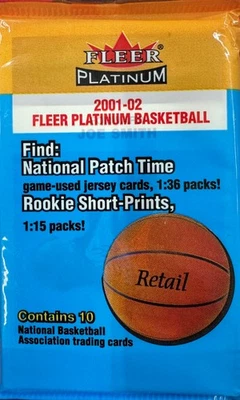 FLEER
PLATINUM
2001-02
FLEER PLATINUM BASKETBALL
JOE SMITH
Find:
National Patch Time
game-used jersey cards, 1:36 packs!
Rookie Short-Prints,
1:15 packs!
Retail
Contains 10
National Basketball
Association trading cards